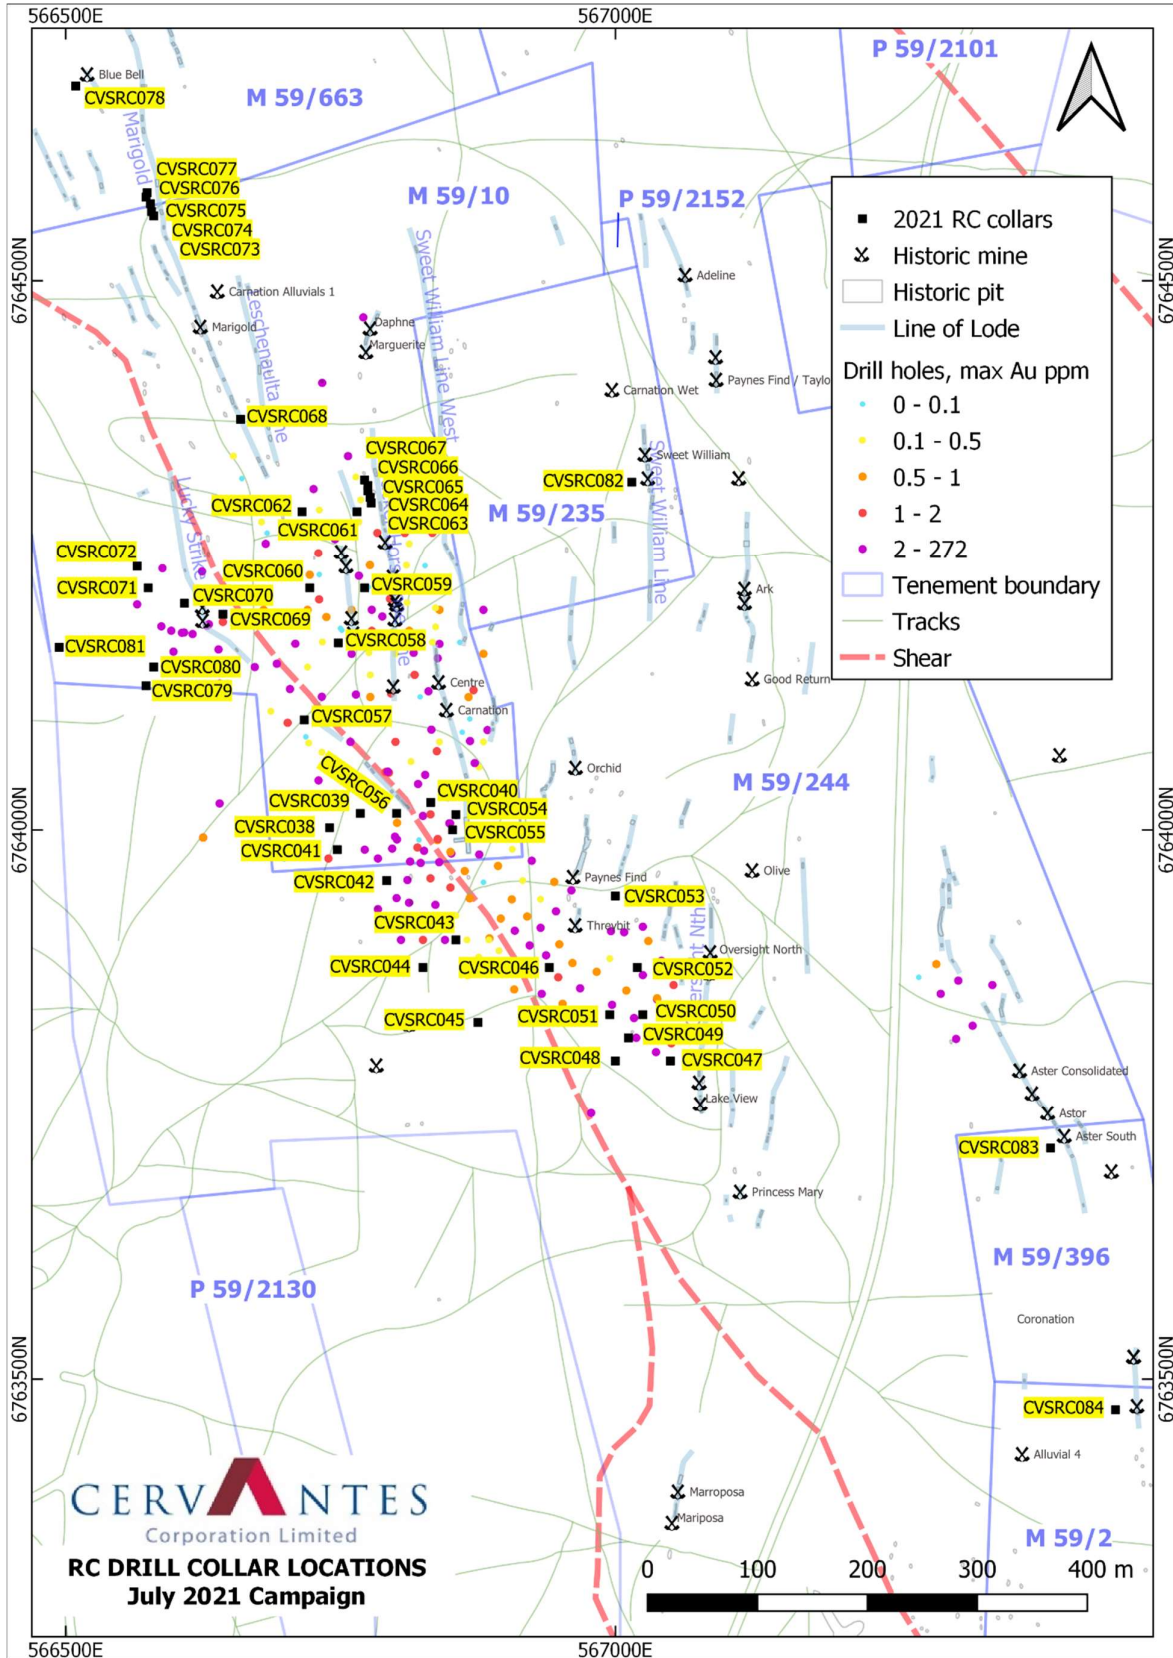 566500E
567000E
P 59/2101
Blue Bell
CVSRC078
M 59/663
Marigold
CVSRC077
CVSRC076
CVSRC075
CVSRC074
CVSRC073
M 59/10
P 59/2152
2021 RC collars
Historic mine
Historic pit
Line of Lode
Drill holes, max Au ppm
0 - 0.1
0.1 - 0.5
0.5 - 1
1 - 2
2 - 272
Tenement boundary
Tracks
Shear
6764500N
6764500N
Adeline
Carnation Alluvials 1
Marigold
Daphne
Marguerite
Sweet William Line West
Paynes Find / Taylo
Carnation Wet
CVSRC068
CVSRC067
CVSRC066
CVSRC065
CVSRC064
CVSRC063
Sweet William
CVSRC082
Sweet William Line
M 59/235
CVSRC062
CVSRC061
Lucky Strike
CVSRC072
CVSRC060
CVSRC071
CVSRC059
CVSRC070
CVSRC069
Ark
CVSRC081
CVSRC058
CVSRC080
CVSRC079
Centre
Good Return
Carnation
CVSRC057
Orchid
M 59/244
CVSRC056
CVSRC040
CVSRC039
CVSRC054
CVSRC038
CVSRC055
CVSRC041
6764000N
6764000N
CVSRC042
Paynes Find
Olive
CVSRC053
CVSRC043
Threybit
Oversight North
CVSRC044
CVSRC046
CVSRC052
CVSRC045
CVSRC051
CVSRC050
CVSRC049
CVSRC048
CVSRC047
Lake View
Aster Consolidated
Astor
Aster South
CVSRC083
Princess Mary
M 59/396
P 59/2130
Coronation
6763500N
6763500N
CVSRC084
Alluvial 4
Marroposa
Mariposa
M 59/2
CERVANTES
Corporation Limited
RC DRILL COLLAR LOCATIONS
July 2021 Campaign
0 100 200 300 400 m
566500E
567000E